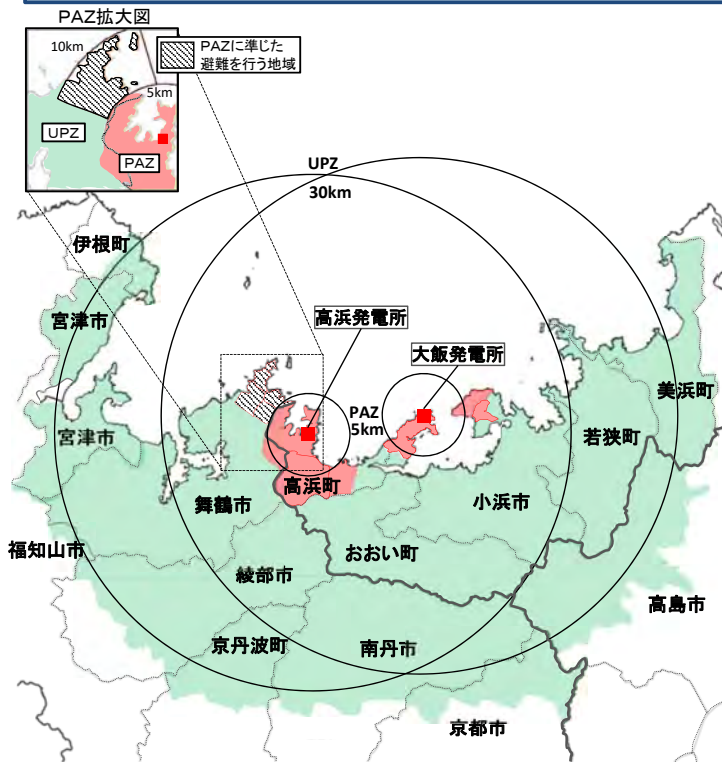 PAZ拡大図
10km
PAZに準じた
避難を行う地域
5km
UPZ
PAZ
UPZ
30km
伊根町
宮津市
高浜発電所
大飯発電所
美浜町
PAZ
5km
宮津市
若狭町
高浜町
舞鶴市
小浜市
福知山市
おおい町
綾部市
高島市
京丹波町
南丹市
京都市